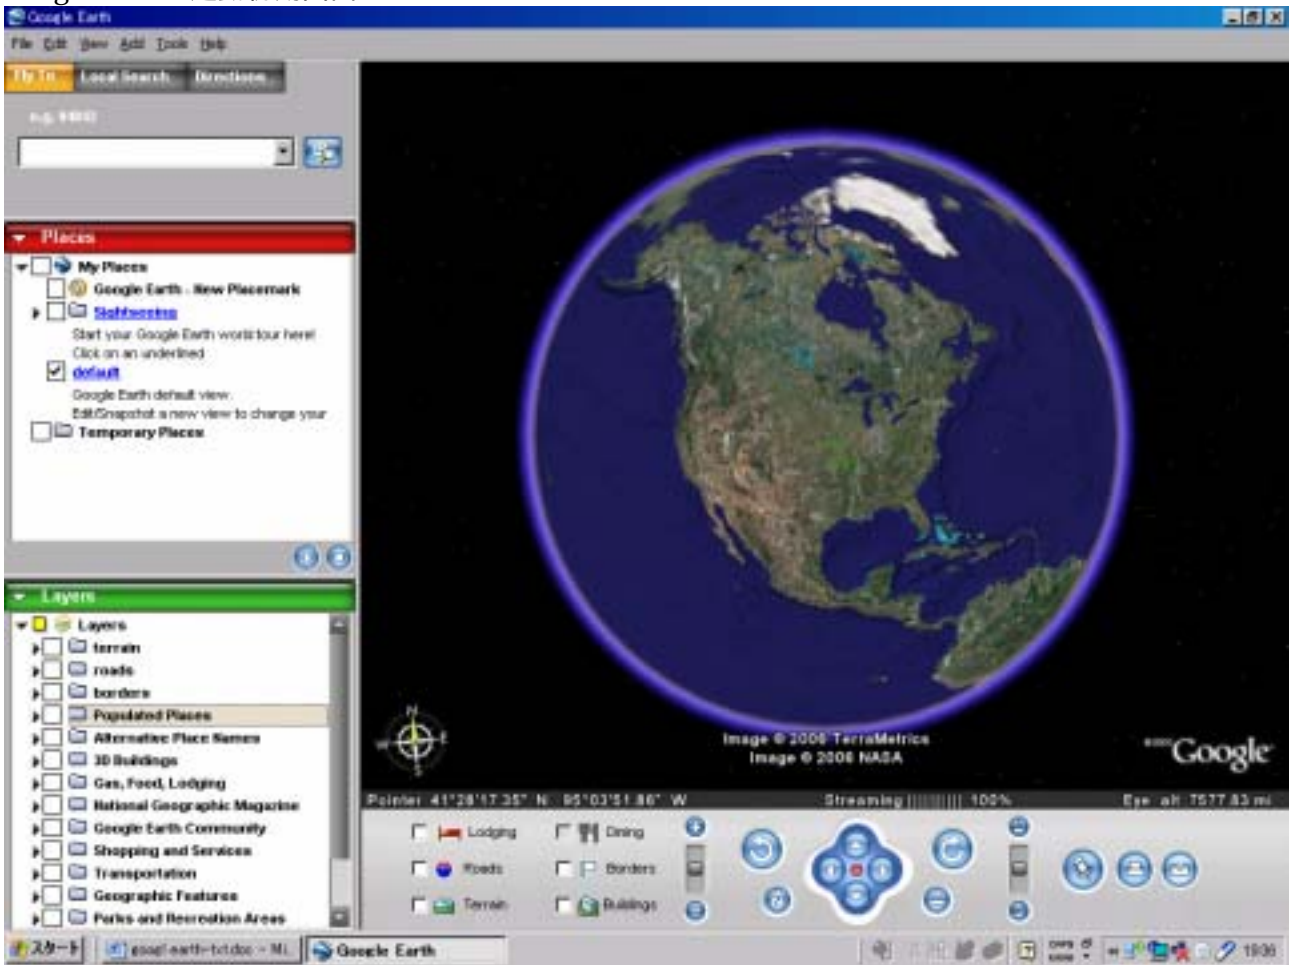 Google Earth
File Edit View Add Tools Help
Fly To Local Search Directions
Places
My Places
Google Earth - New Placemark
Sightseeing
Start your Google Earth world tour here!
Click on an underlined
default
Google Earth default view.
Edit/Snapshot a new view to change your
Temporary Places
Layers
Layers
terrain
roads
borders
Populated Places
Alternative Place Names
3D Buildings
Gas, Food, Lodging
National Geographic Magazine
Google Earth Community
Shopping and Services
Transportation
Geographic Features
Parks and Recreation Areas
N
W E
S
Image © 2006 TerraMetrics
Image © 2006 NASA
Google
Pointer 41°28'17.35" N 95°03'51.86" W Streaming |||||||||| 100% Eye alt 7577.83 mi
Lodging Dining
Roads Borders
Terrain Buildings
スタート Google Earth 19:36